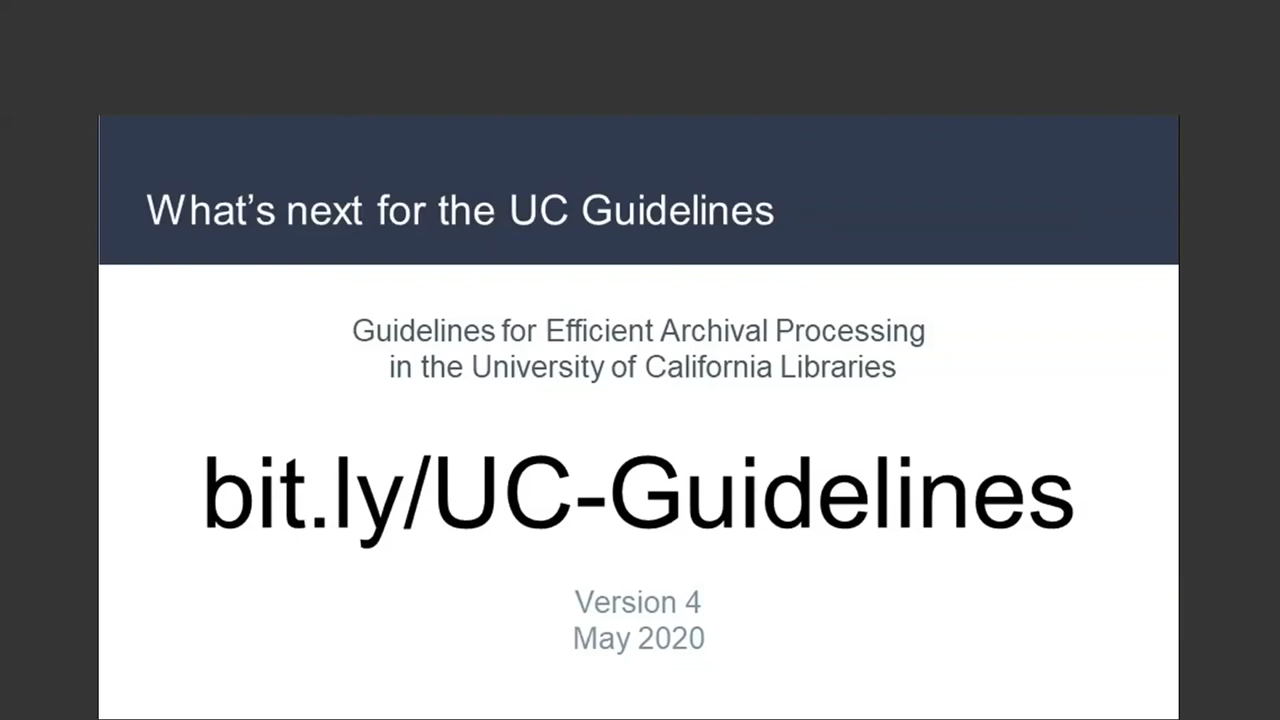 What’s next for the UC Guidelines
Guidelines for Efficient Archival Processing
in the University of California Libraries
bit.ly/UC-Guidelines
Version 4
May 2020